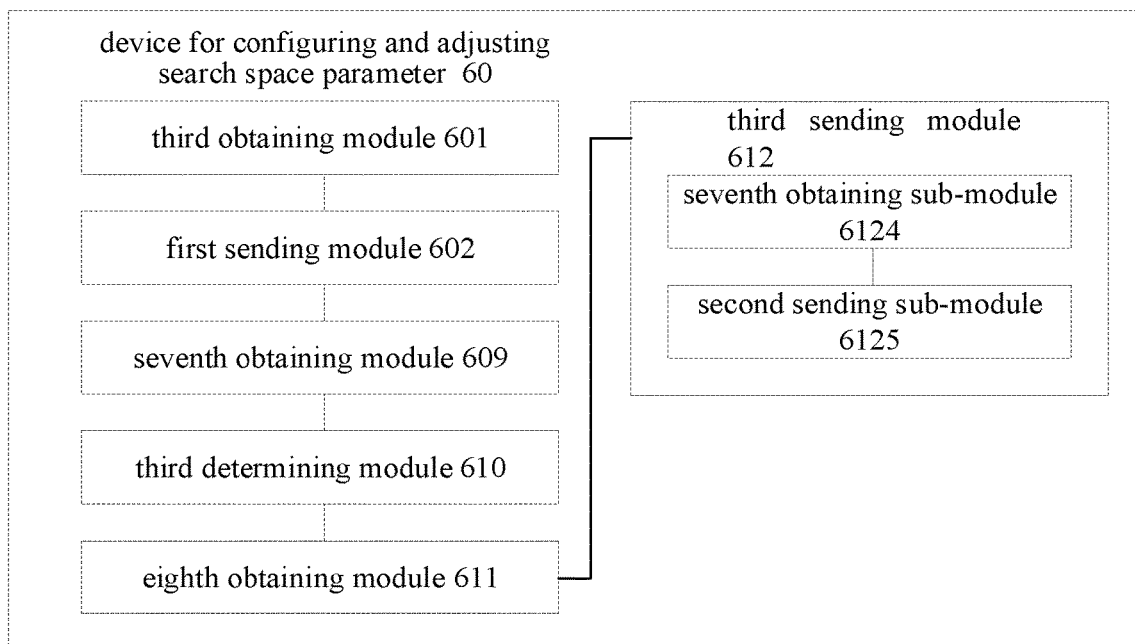 device for configuring and adjusting
search space parameter 60
third obtaining module 601
first sending module 602
seventh obtaining module 609
third determining module 610
eighth obtaining module 611
third sending module
612
seventh obtaining sub-module
6124
second sending sub-module
6125